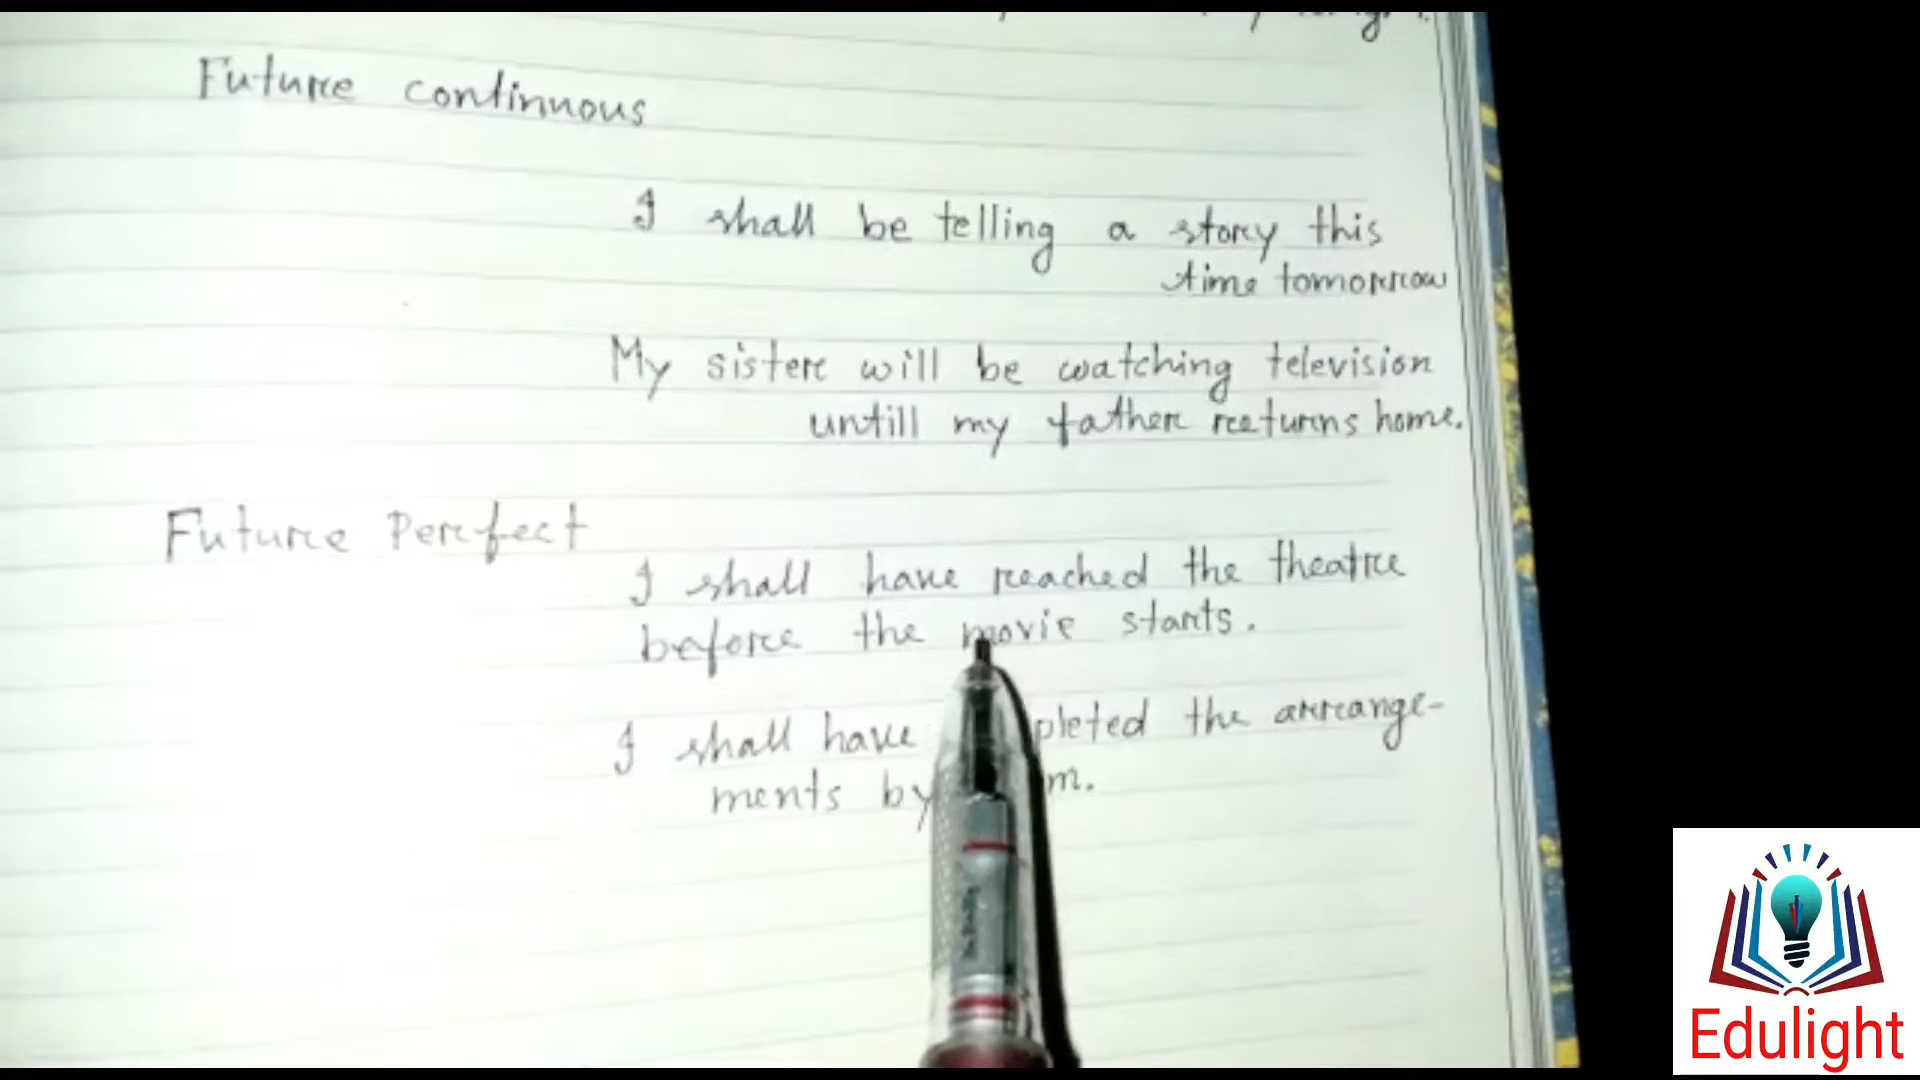 Future continuous
I shall be telling a story this
time tomorrow
My sister will be watching television
untill my father returns home.
Future Perfect
I shall have reached the theatre
before the movie starts.
I shall have the arrange-
ments by
Edulight